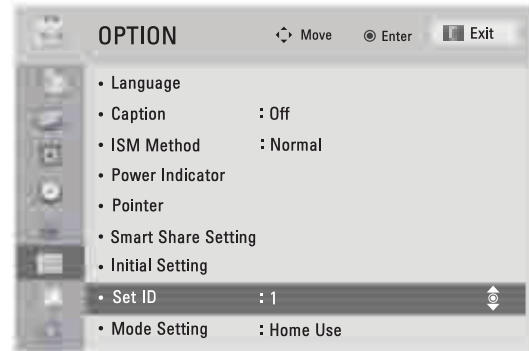 OPTION Move Enter Exit
• Language
• Caption : Off
• ISM Method : Normal
• Power Indicator
• Pointer
• Smart Share Setting
• Initial Setting
• Set ID : 1
• Mode Setting : Home Use